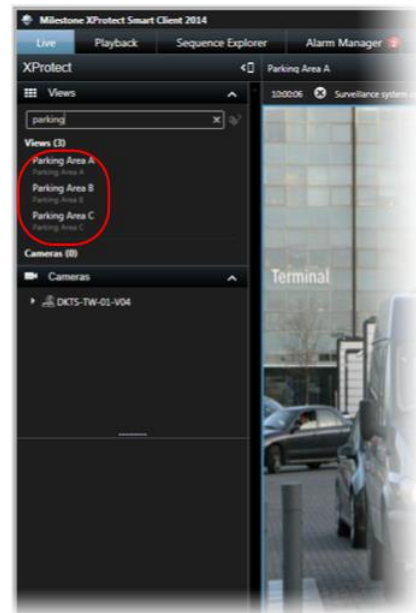 Milestone XProtect Smart Client 2014
Live Playback Sequence Explorer Alarm Manager
XProtect Parking Area A
Views 10:00:06 Surveillance system
parking
Views (3)
Parking Area A
Parking Area A
Parking Area B
Parking Area B
Parking Area C
Parking Area C
Cameras (0)
Cameras
DKTS-TW-01-V04
Terminal